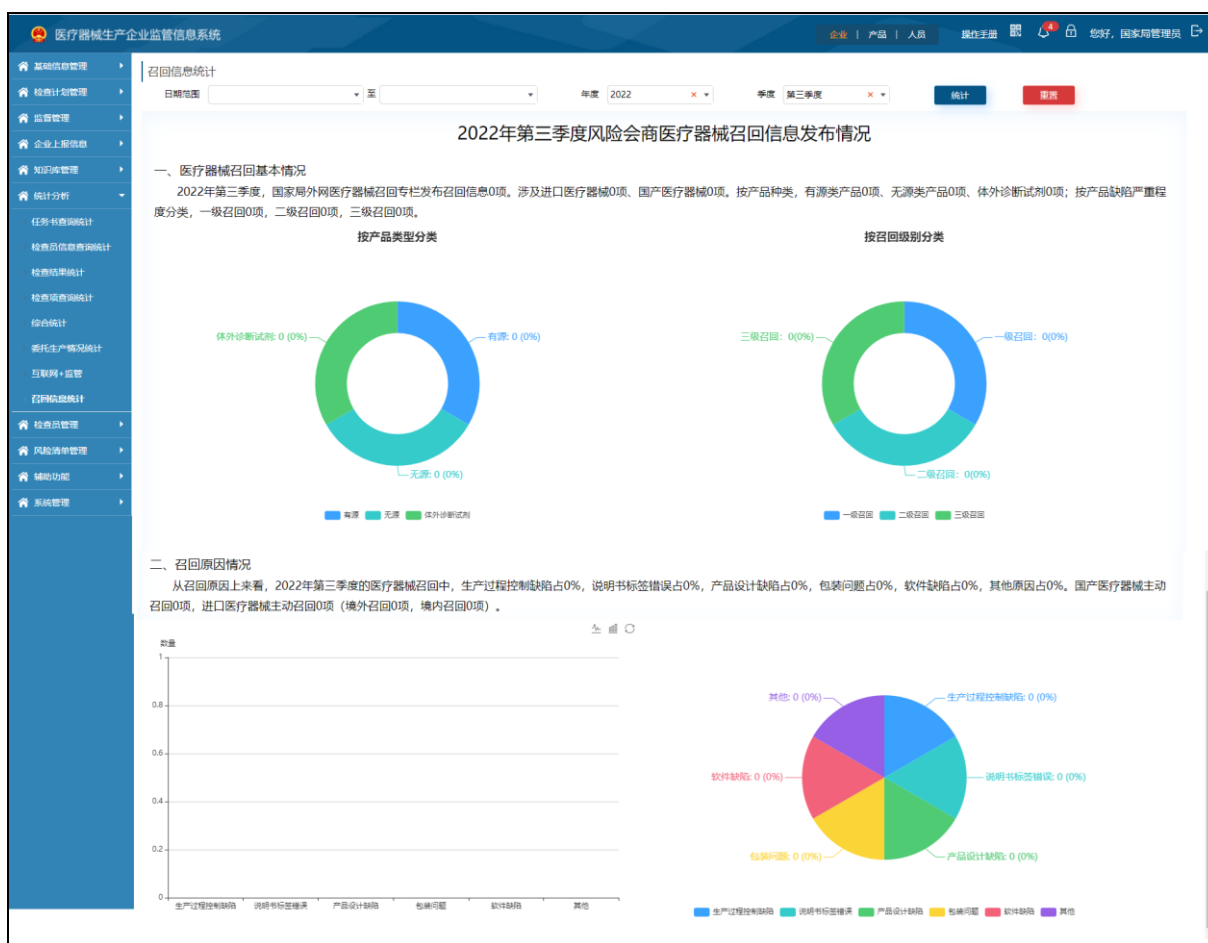 医疗器械生产企业监管信息系统
企业 | 产品 | 人员 操作手册 4 您好，国家局管理员
基础信息管理
检查计划管理
监督管理
企业上报信息
知识库管理
统计分析
任务书查询统计
检查员信息查询统计
检查结果统计
检查项查询统计
综合统计
委托生产情况统计
互联网+监管
召回信息统计
检查员管理
风险清单管理
辅助功能
系统管理
召回信息统计
日期范围 至 年度 2022 × 季度 第三季度 × 统计 重置
2022年第三季度风险会商医疗器械召回信息发布情况
一、医疗器械召回基本情况
2022年第三季度，国家局外网医疗器械召回专栏发布召回信息0项。涉及进口医疗器械0项、国产医疗器械0项。按产品种类，有源类产品0项、无源类产品0项、体外诊断试剂0项；按产品缺陷严重程
度分类，一级召回0项，二级召回0项，三级召回0项。
按产品类型分类 按召回级别分类
体外诊断试剂: 0 (0%) 有源: 0 (0%)
无源: 0 (0%)
有源 无源 体外诊断试剂
三级召回：0(0%) 一级召回：0(0%)
二级召回：0(0%)
一级召回 二级召回 三级召回
二、召回原因情况
从召回原因上来看，2022年第三季度的医疗器械召回中，生产过程控制缺陷占0%，说明书标签错误占0%，产品设计缺陷占0%，包装问题占0%，软件缺陷占0%，其他原因占0%。国产医疗器械主动
召回0项，进口医疗器械主动召回0项（境外召回0项，境内召回0项）.
数量
1
0.8
0.6
0.4
0.2
0
生产过程控制缺陷 说明书标签错误 产品设计缺陷 包装问题 软件缺陷 其他
其他: 0 (0%) 生产过程控制缺陷: 0 (0%)
软件缺陷: 0 (0%) 说明书标签错误: 0 (0%)
包装问题: 0 (0%) 产品设计缺陷: 0 (0%)
生产过程控制缺陷 说明书标签错误 产品设计缺陷 包装问题 软件缺陷 其他